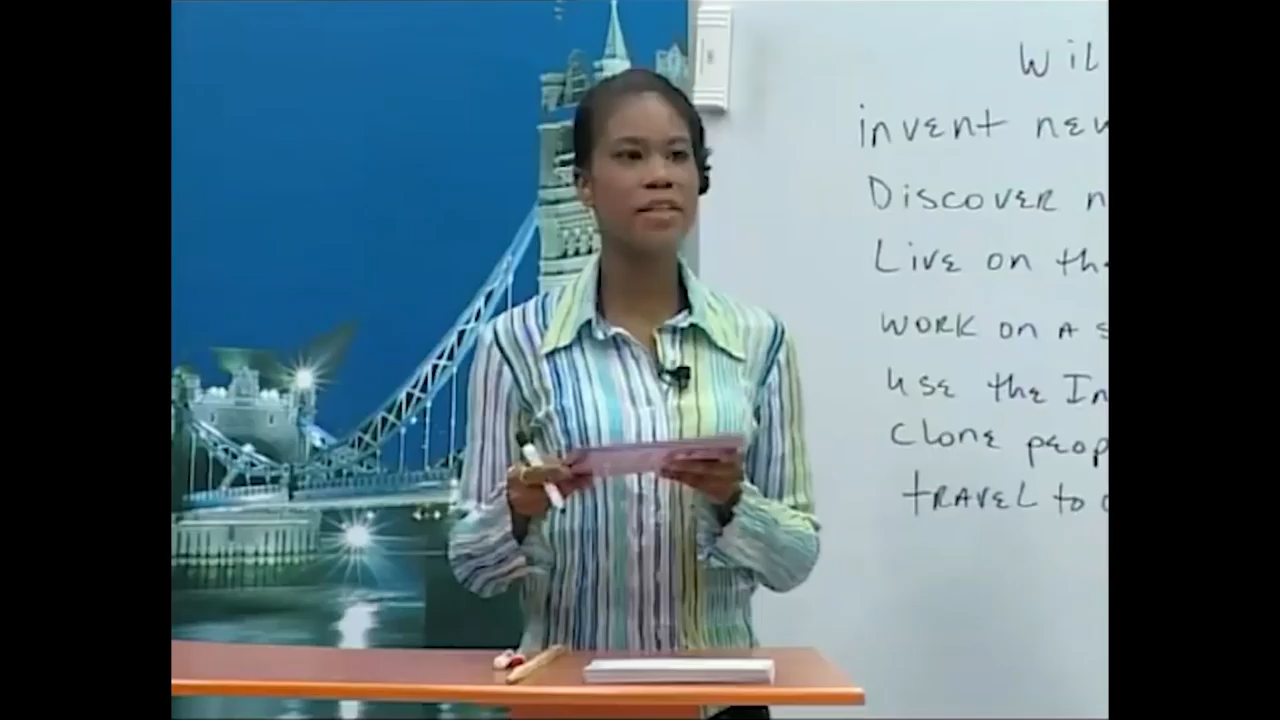 Wil
invent new
Discover n
Live on the
work on a s
use the In
Clone peop
travel to